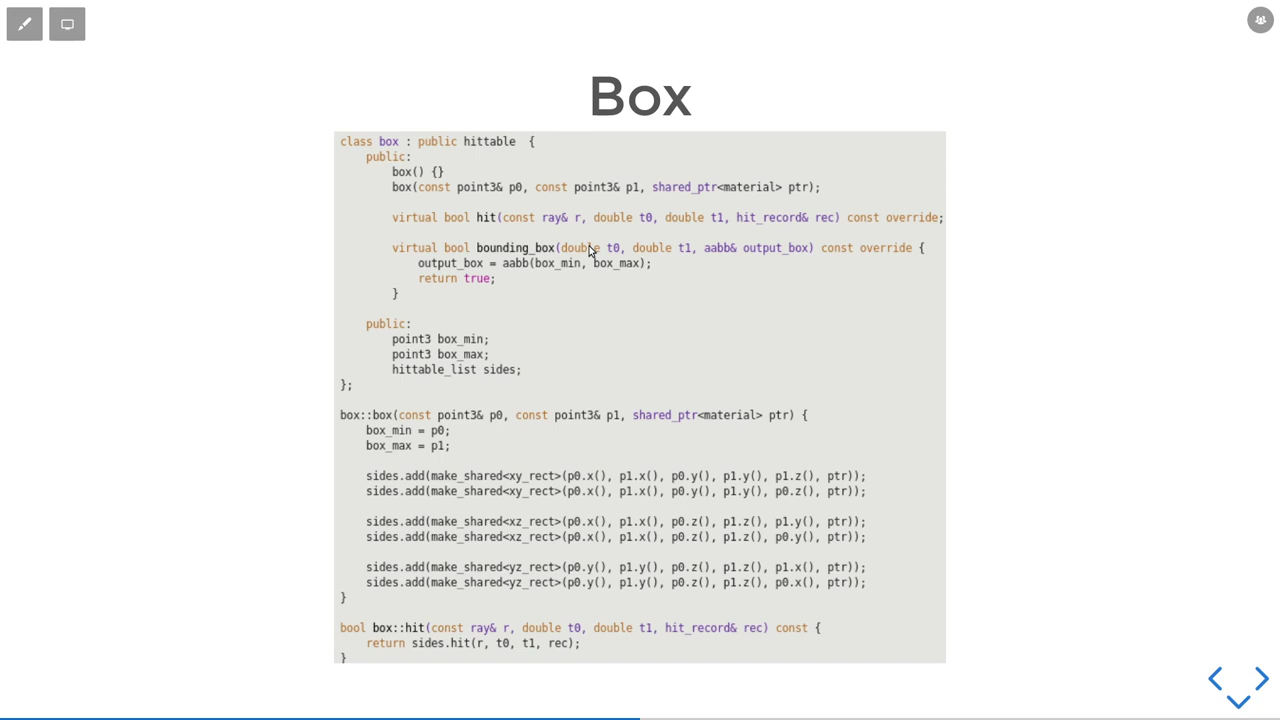 Box
class box : public hittable  {
    public:
        box() {}
        box(const point3& p0, const point3& p1, shared_ptr<material> ptr);
        virtual bool hit(const ray& r, double t0, double t1, hit_record& rec) const override;
        virtual bool bounding_box(double t0, double t1, aabb& output_box) const override {
            output_box = aabb(box_min, box_max);
            return true;
        }
    public:
        point3 box_min;
        point3 box_max;
        hittable_list sides;
};
box::box(const point3& p0, const point3& p1, shared_ptr<material> ptr) {
    box_min = p0;
    box_max = p1;
    sides.add(make_shared<xy_rect>(p0.x(), p1.x(), p0.y(), p1.y(), p1.z(), ptr));
    sides.add(make_shared<xy_rect>(p0.x(), p1.x(), p0.y(), p1.y(), p0.z(), ptr));
    sides.add(make_shared<xz_rect>(p0.x(), p1.x(), p0.z(), p1.z(), p1.y(), ptr));
    sides.add(make_shared<xz_rect>(p0.x(), p1.x(), p0.z(), p1.z(), p0.y(), ptr));
    sides.add(make_shared<yz_rect>(p0.y(), p1.y(), p0.z(), p1.z(), p1.x(), ptr));
    sides.add(make_shared<yz_rect>(p0.y(), p1.y(), p0.z(), p1.z(), p0.x(), ptr));
}
bool box::hit(const ray& r, double t0, double t1, hit_record& rec) const {
    return sides.hit(r, t0, t1, rec);
}